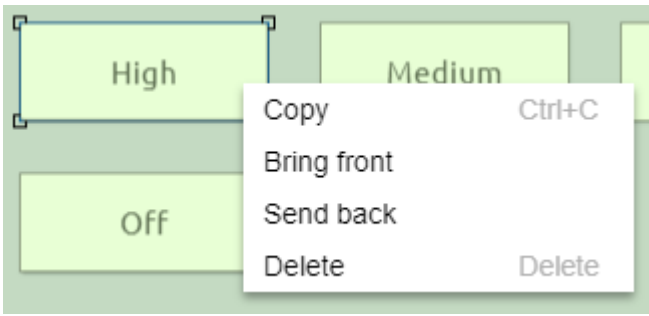 High Medium
Copy Ctrl+C
Bring front
Off Send back
Delete Delete